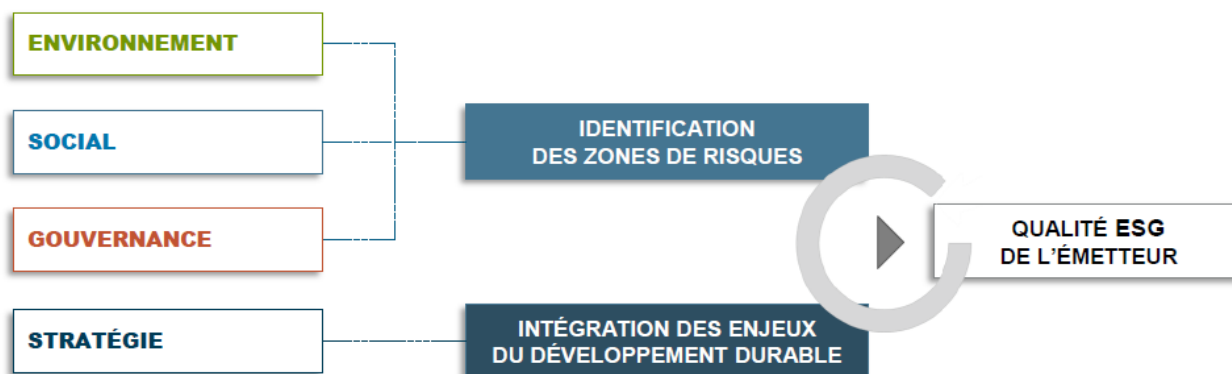 ENVIRONNEMENT
SOCIAL
GOUVERNANCE
STRATÉGIE
IDENTIFICATION
DES ZONES DE RISQUES
INTÉGRATION DES ENJEUX
DU DÉVELOPPEMENT DURABLE
QUALITÉ ESG
DE L'ÉMETTEUR